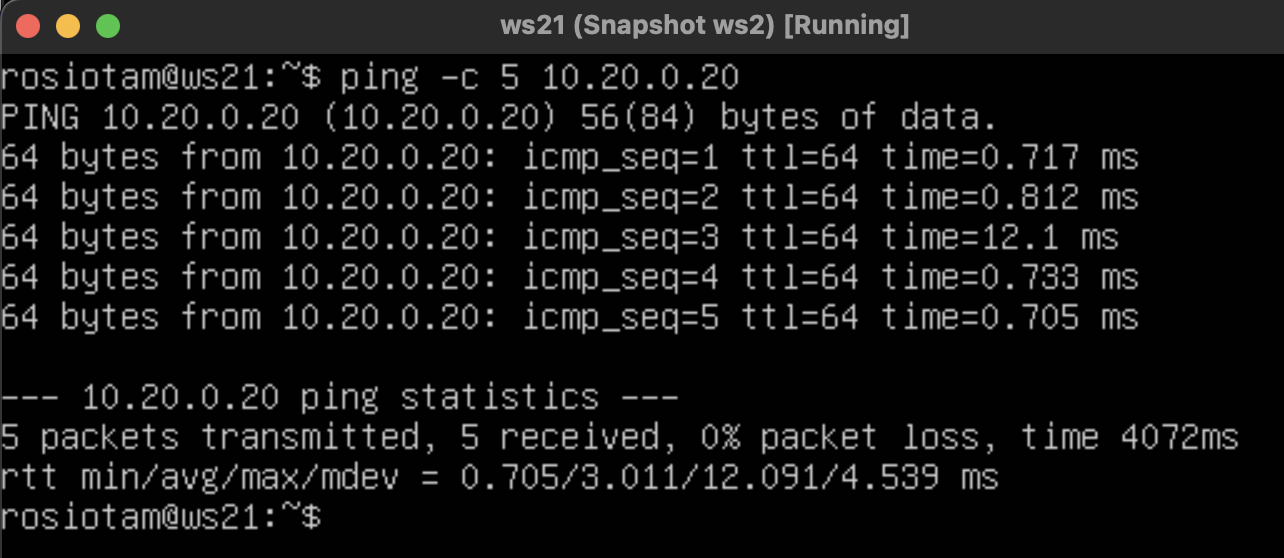 ws21 (Snapshot ws2) [Running]
rosiotam@ws21:~$ ping -c 5 10.20.0.20
PING 10.20.0.20 (10.20.0.20) 56(84) bytes of data.
64 bytes from 10.20.0.20: icmp_seq=1 ttl=64 time=0.717 ms
64 bytes from 10.20.0.20: icmp_seq=2 ttl=64 time=0.812 ms
64 bytes from 10.20.0.20: icmp_seq=3 ttl=64 time=12.1 ms
64 bytes from 10.20.0.20: icmp_seq=4 ttl=64 time=0.733 ms
64 bytes from 10.20.0.20: icmp_seq=5 ttl=64 time=0.705 ms
--- 10.20.0.20 ping statistics ---
5 packets transmitted, 5 received, 0% packet loss, time 4072ms
rtt min/avg/max/mdev = 0.705/3.011/12.091/4.539 ms
rosiotam@ws21:~$